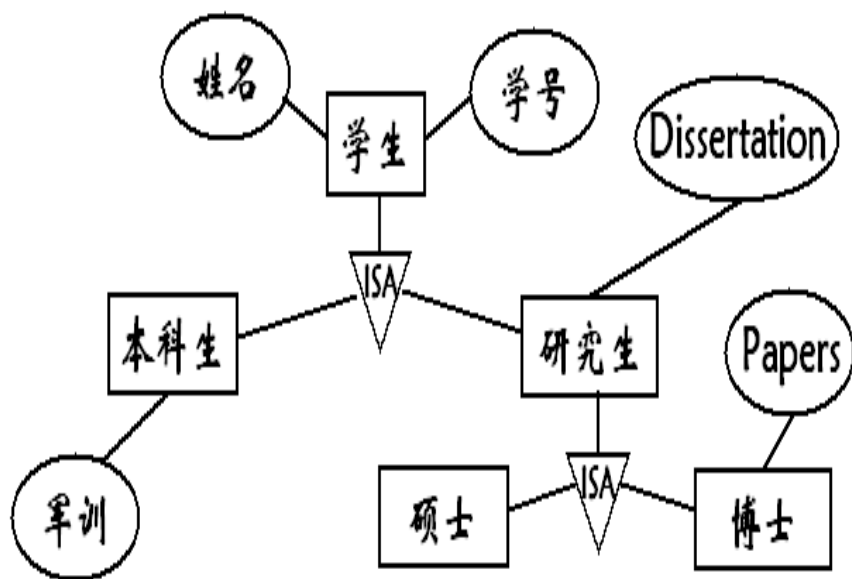 姓名
学号
学生
Dissertation
ISA
本科生
研究生
Papers
军训
硕士
ISA
博士